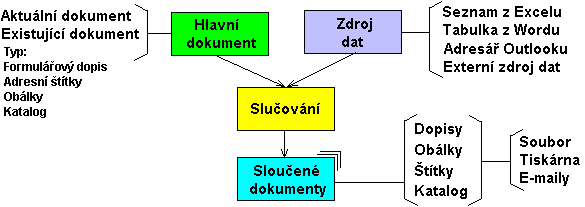 Aktuální dokument
Existující dokument
Typ:
Formulářový dopis
Adresní štítky
Obálky
Katalog
Hlavní
dokument
Zdroj
dat
Seznam z Excelu
Tabulka z Wordu
Adresář Outlooku
Externí zdroj dat
Slučování
Sloučené
dokumenty
Dopisy
Obálky
Štítky
Katalog
Soubor
Tiskárna
E-maily